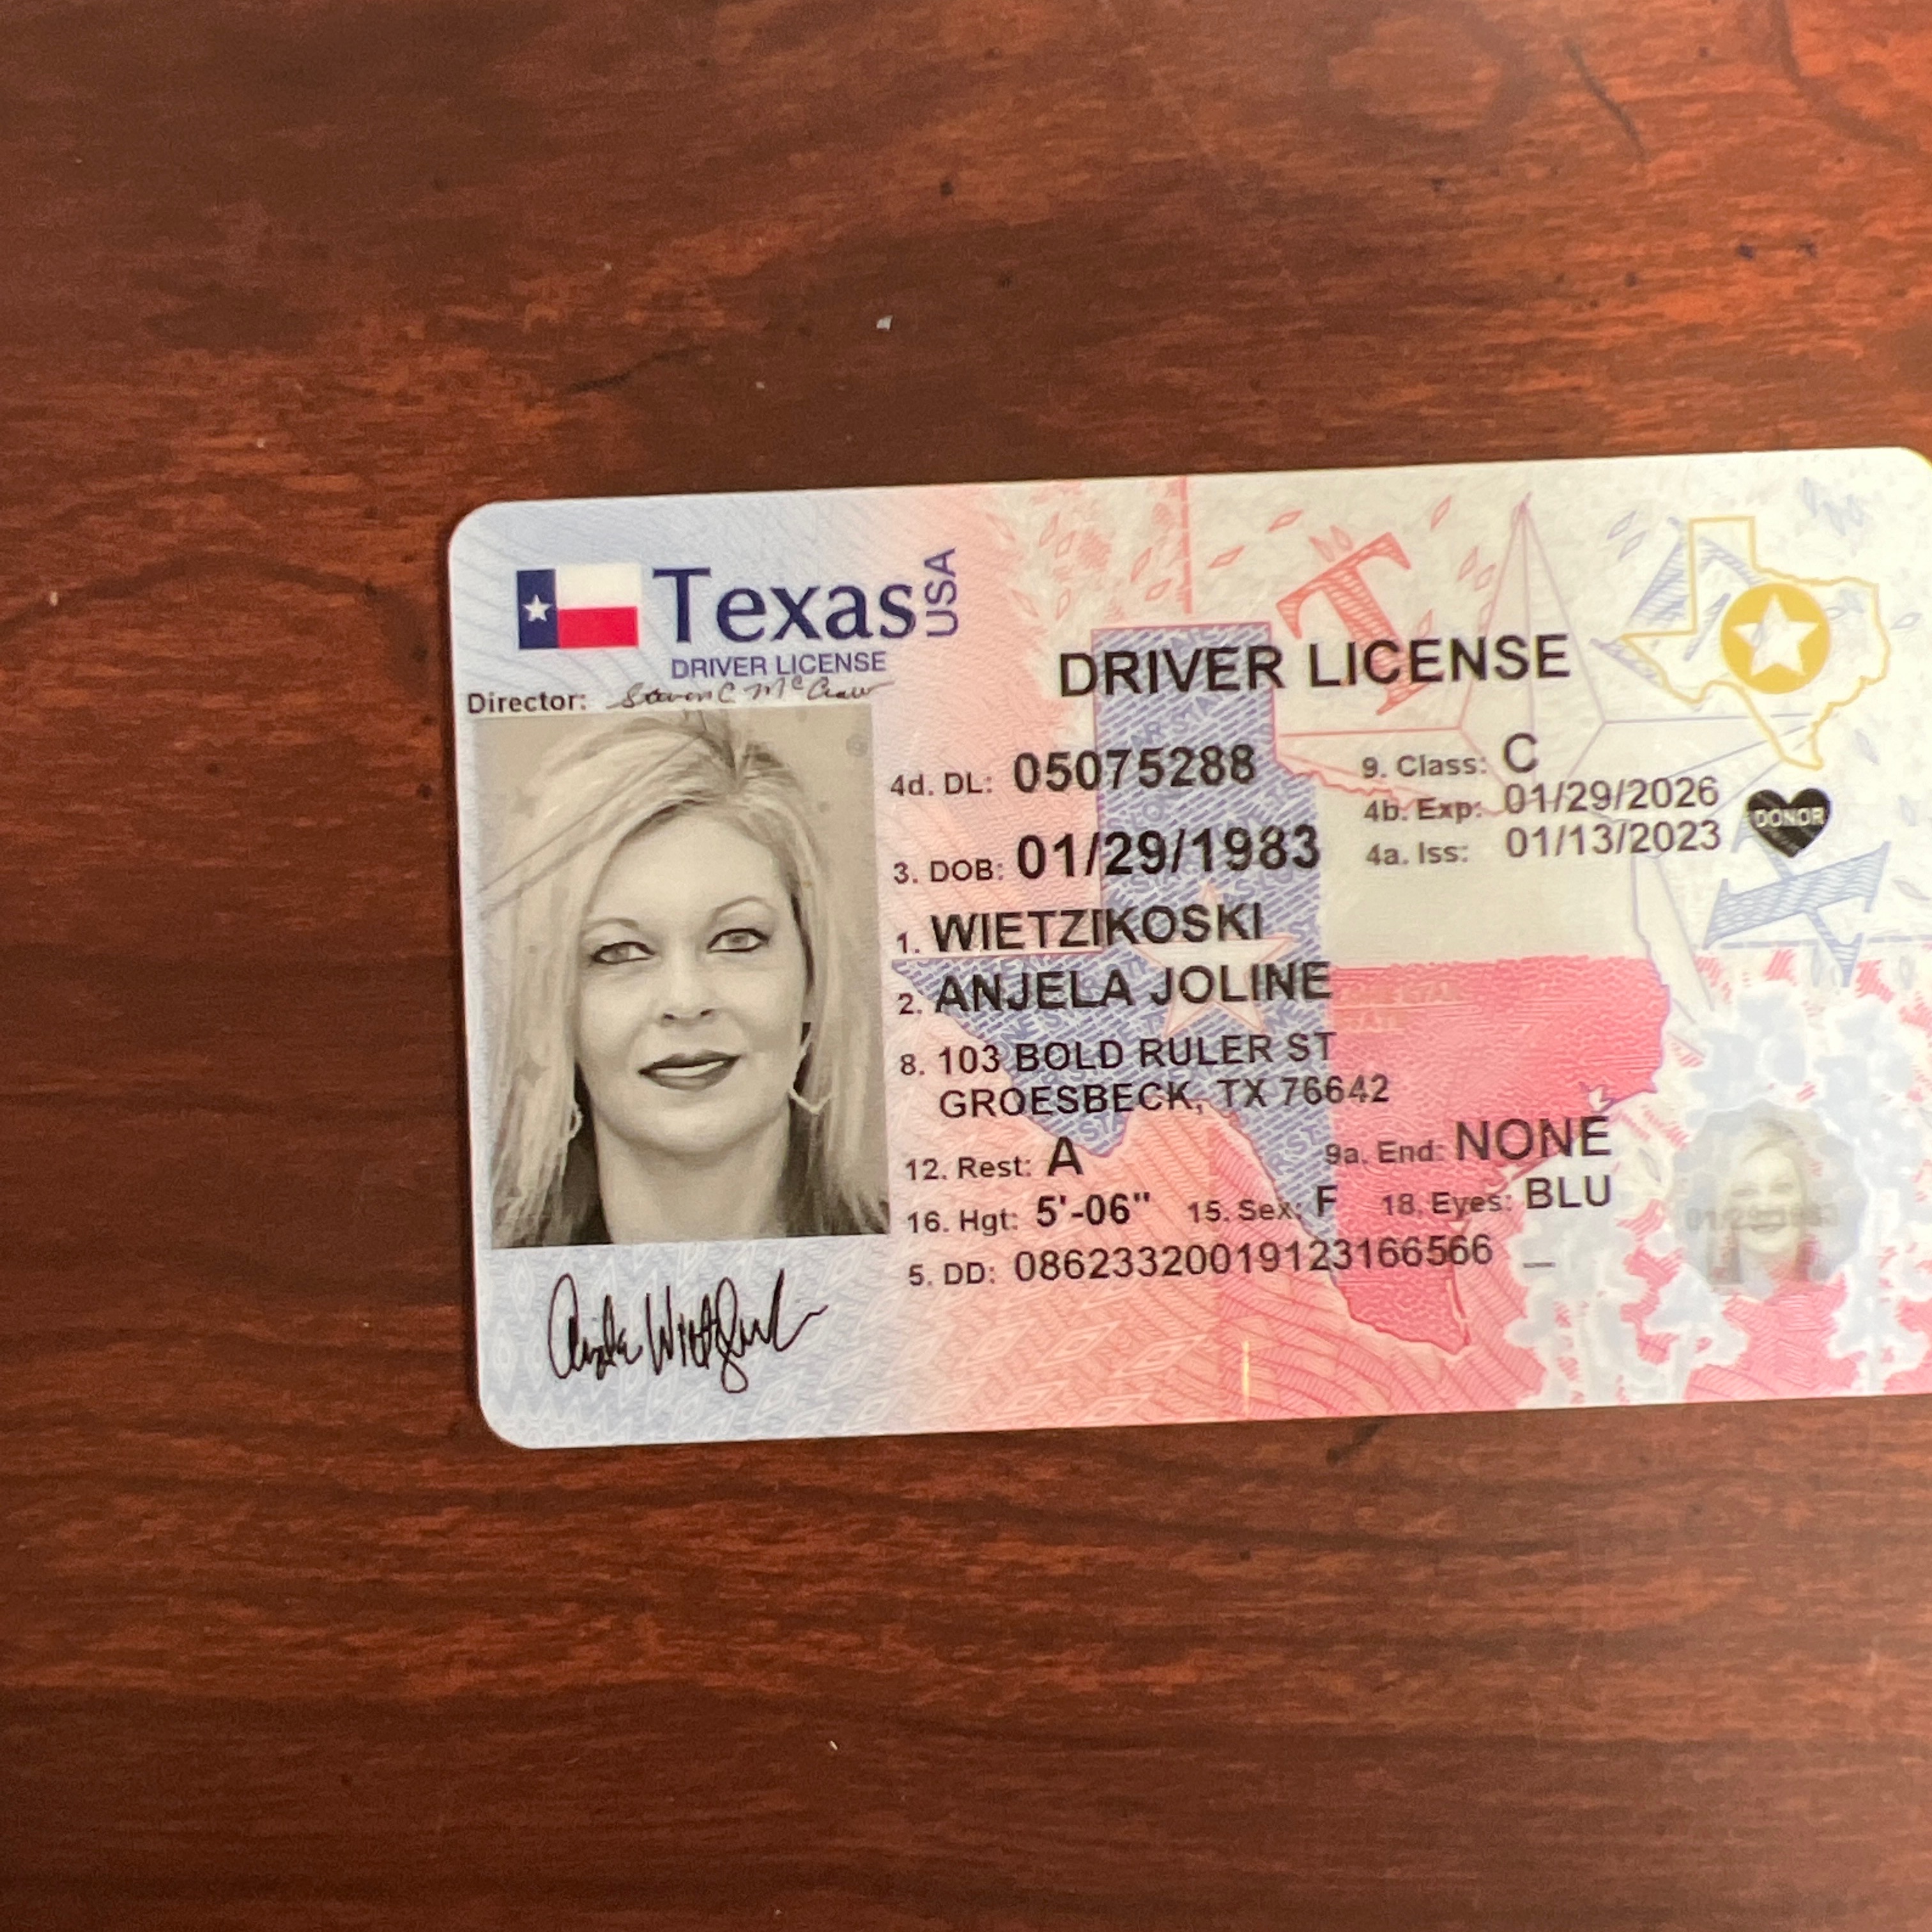 Texas USA
DRIVER LICENSE
Director: Steven C McCraw
DRIVER LICENSE
4d. DL: 05075288
9. Class: C
4b. Exp: 01/29/2026
3. DOB: 01/29/1983
4a. Iss: 01/13/2023
DONOR
1. WIETZIKOSKI
2. ANJELA JOLINE
8. 103 BOLD RULER ST
GROESBECK, TX 76642
12. Rest: A
9a. End: NONE
16. Hgt: 5'-06" 15. Sex: F 18. Eyes: BLU
5. DD: 08623320019123166566